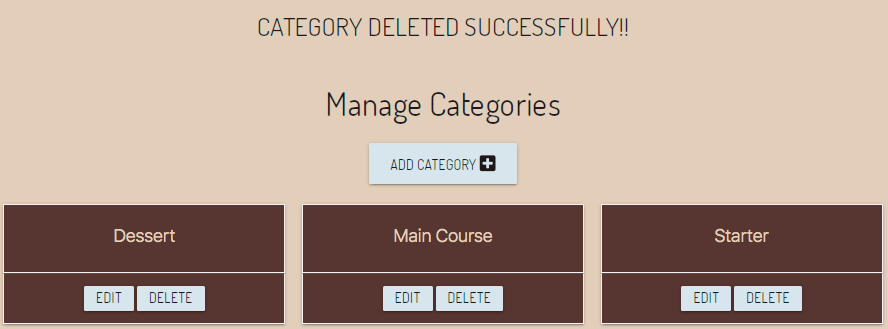 CATEGORY DELETED SUCCESSFULLY!!
Manage Categories
ADD CATEGORY
Dessert
Main Course
Starter
EDIT DELETE
EDIT DELETE
EDIT DELETE